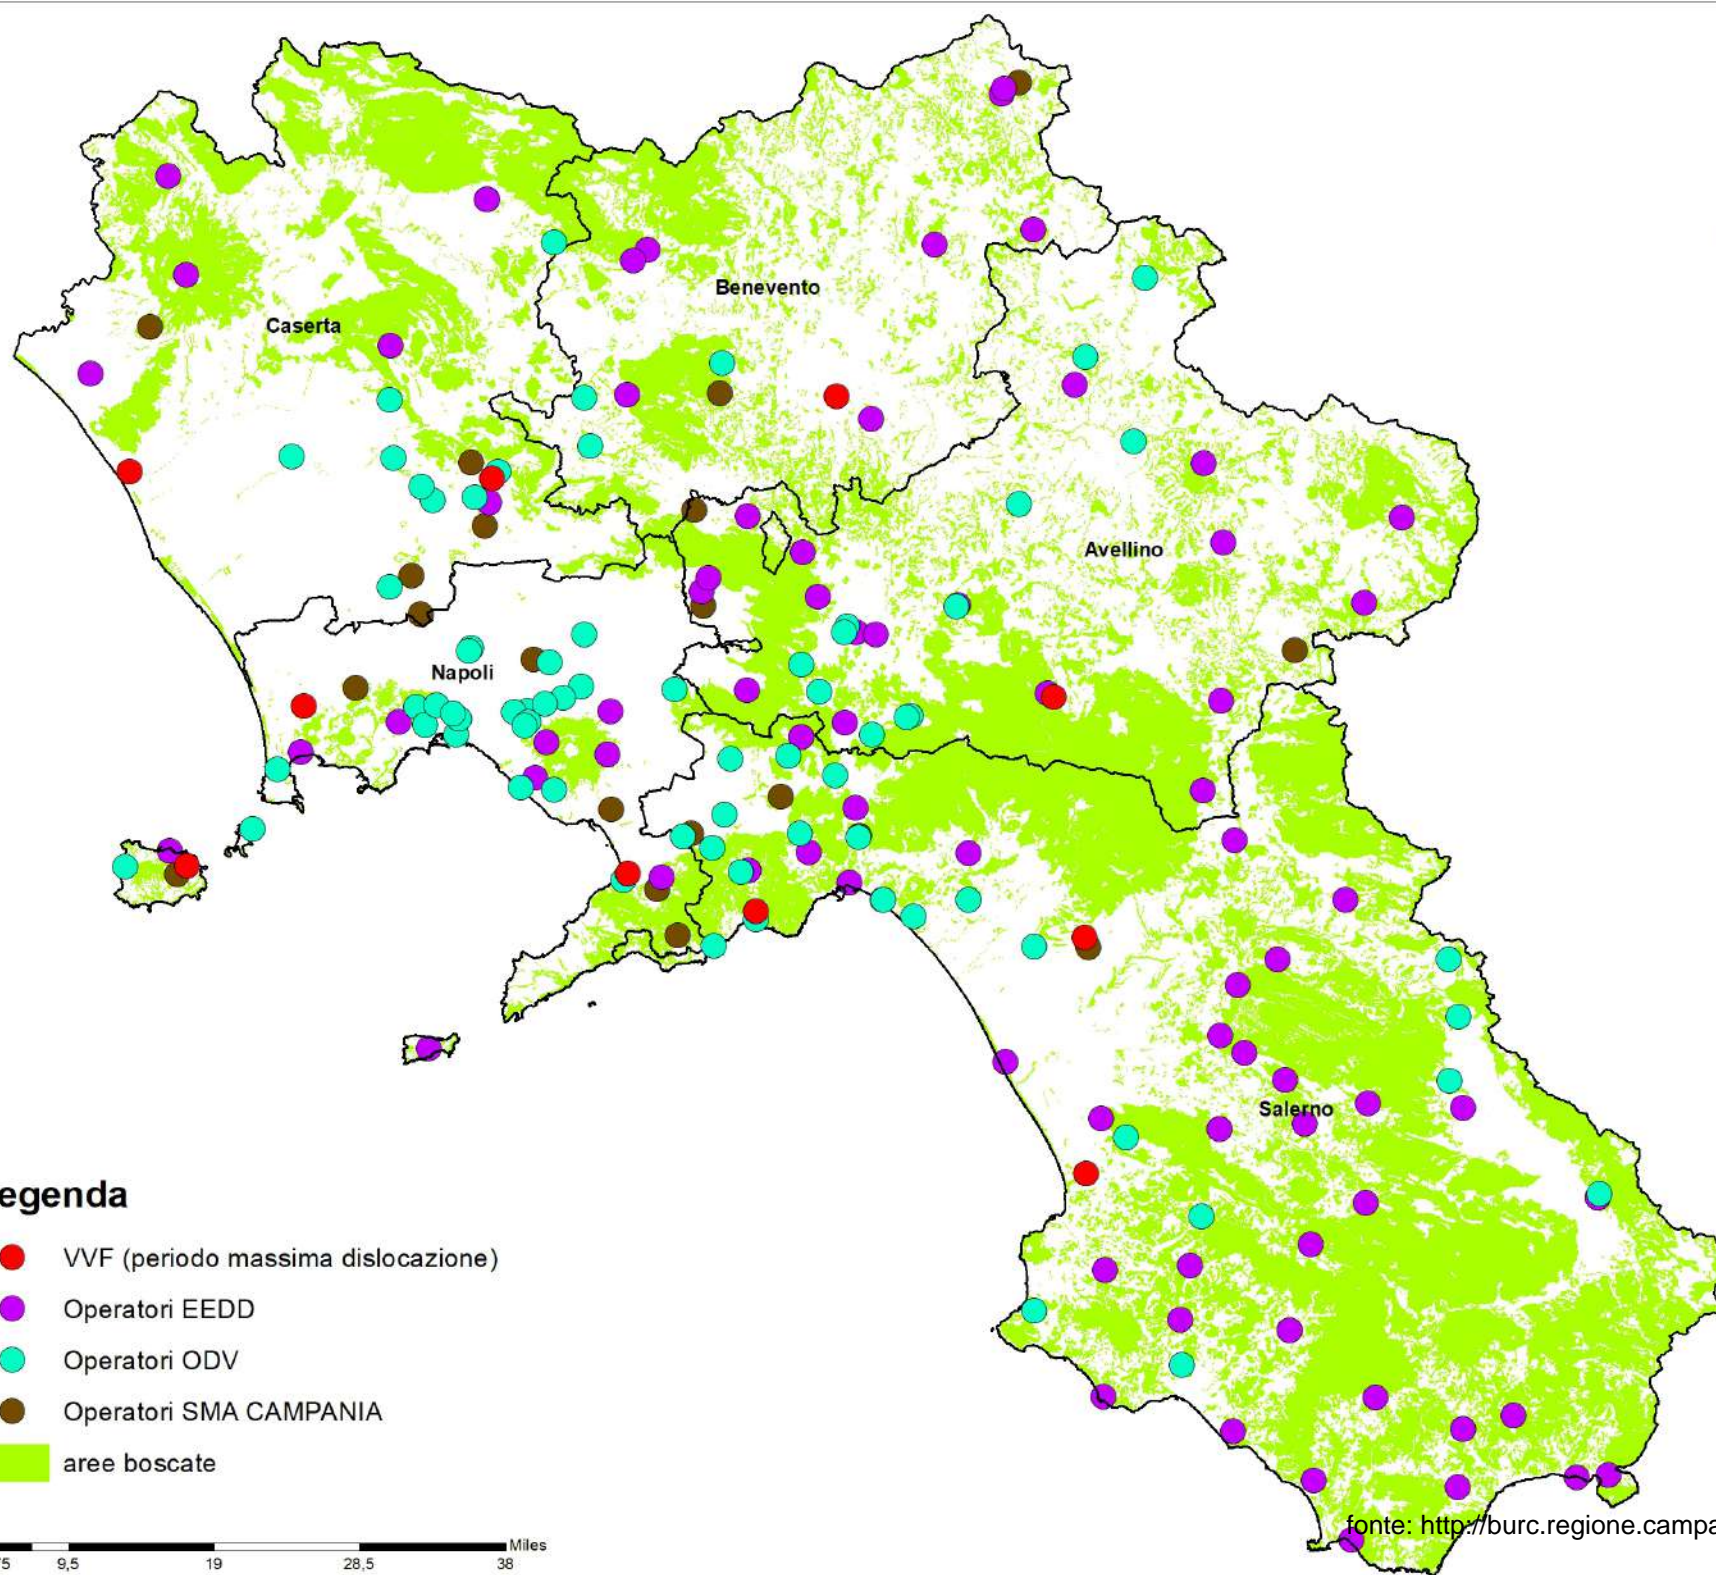 Benevento
Caserta
Avellino
Napoli
Salerno
egenda
VVF (periodo massima dislocazione)
Operatori EEDD
Operatori ODV
Operatori SMA CAMPANIA
aree boscate
Miles
75 9,5 19 28,5 38
fonte: http://burc.regione.campa